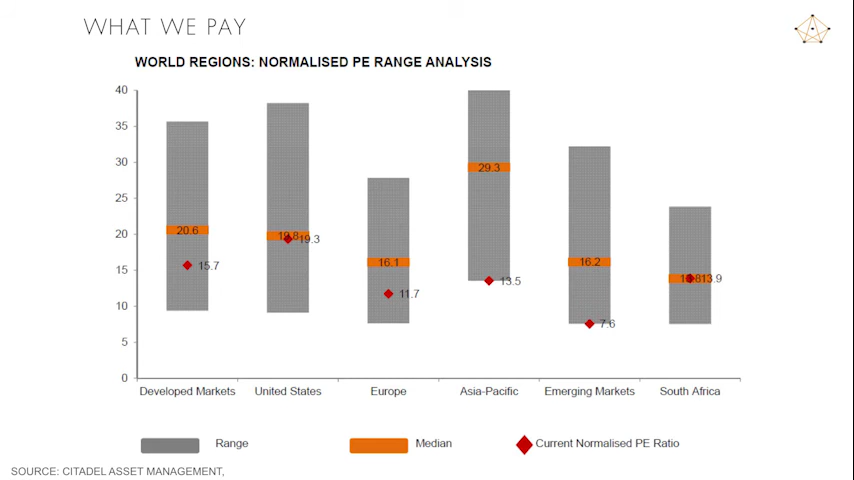 WHAT WE PAY
WORLD REGIONS: NORMALISED PE RANGE ANALYSIS
40
35
30
25
20
15
10
5
0
20.6
15.7
19.8
19.3
16.1
11.7
29.3
13.5
16.2
7.6
13.9
Developed Markets
United States
Europe
Asia-Pacific
Emerging Markets
South Africa
Range
Median
Current Normalised PE Ratio
SOURCE: CITADEL ASSET MANAGEMENT,